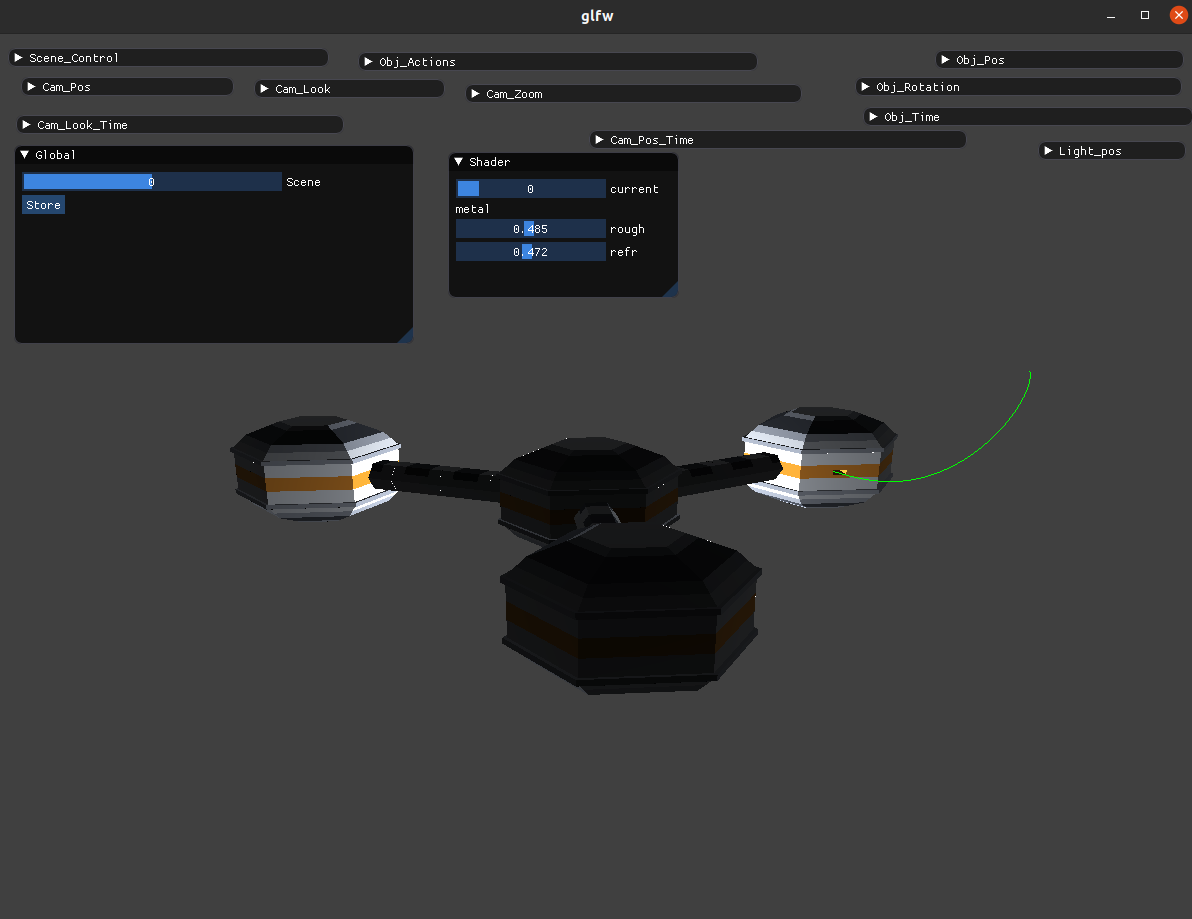 glfw
Scene_Control
Obj_Actions
Obj_Pos
Cam_Pos
Cam_Look
Cam_Zoom
Obj_Rotation
Cam_Look_Time
Obj_Time
Cam_Pos_Time
Light_pos
Global
0 Scene
Store
Shader
0 current
metal
0.485 rough
0.472 refr